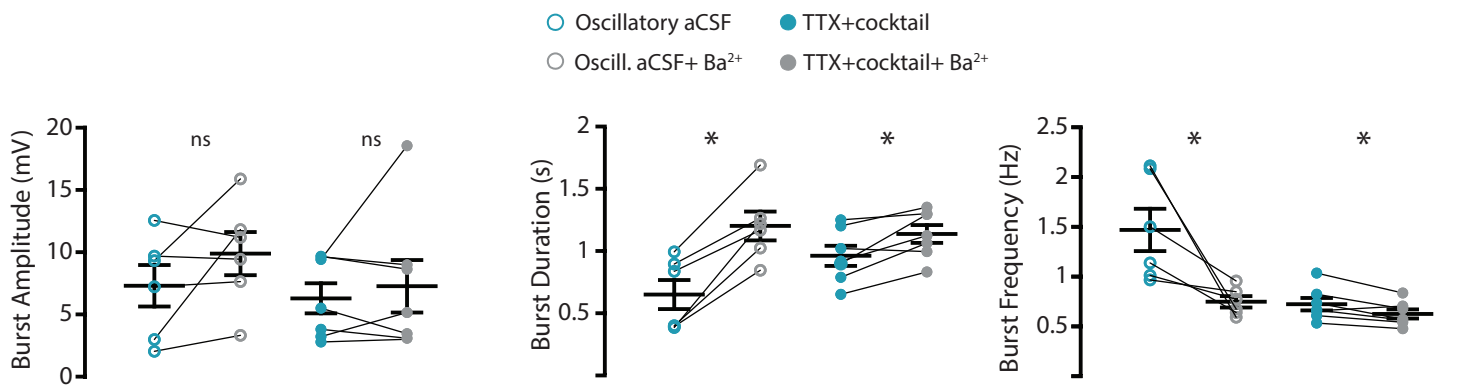 Oscillatory aCSF
TTX+cocktail
Oscill. aCSF+ Ba²⁺
TTX+cocktail+ Ba²⁺
Burst Amplitude (mV)
20
15
10
5
0
ns
ns
Burst Duration (s)
2
1.5
1
0.5
*
*
Burst Frequency (Hz)
2.5
2
1.5
1
0.5
*
*